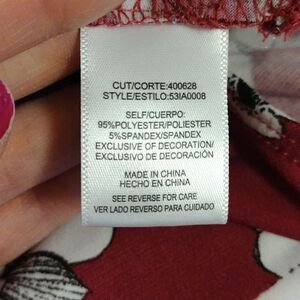 CUT/CORTE:400628
STYLE/ESTILO:53IA0008
SELF/CUERPO:
95%POLYESTER/POLIESTER
5%SPANDEX/SPANDEX
EXCLUSIVE OF DECORATION/
EXCLUSIVO DE DECORACIÓN
MADE IN CHINA
HECHO EN CHINA
SEE REVERSE FOR CARE
VER LADO REVERSO PARA CUIDADO